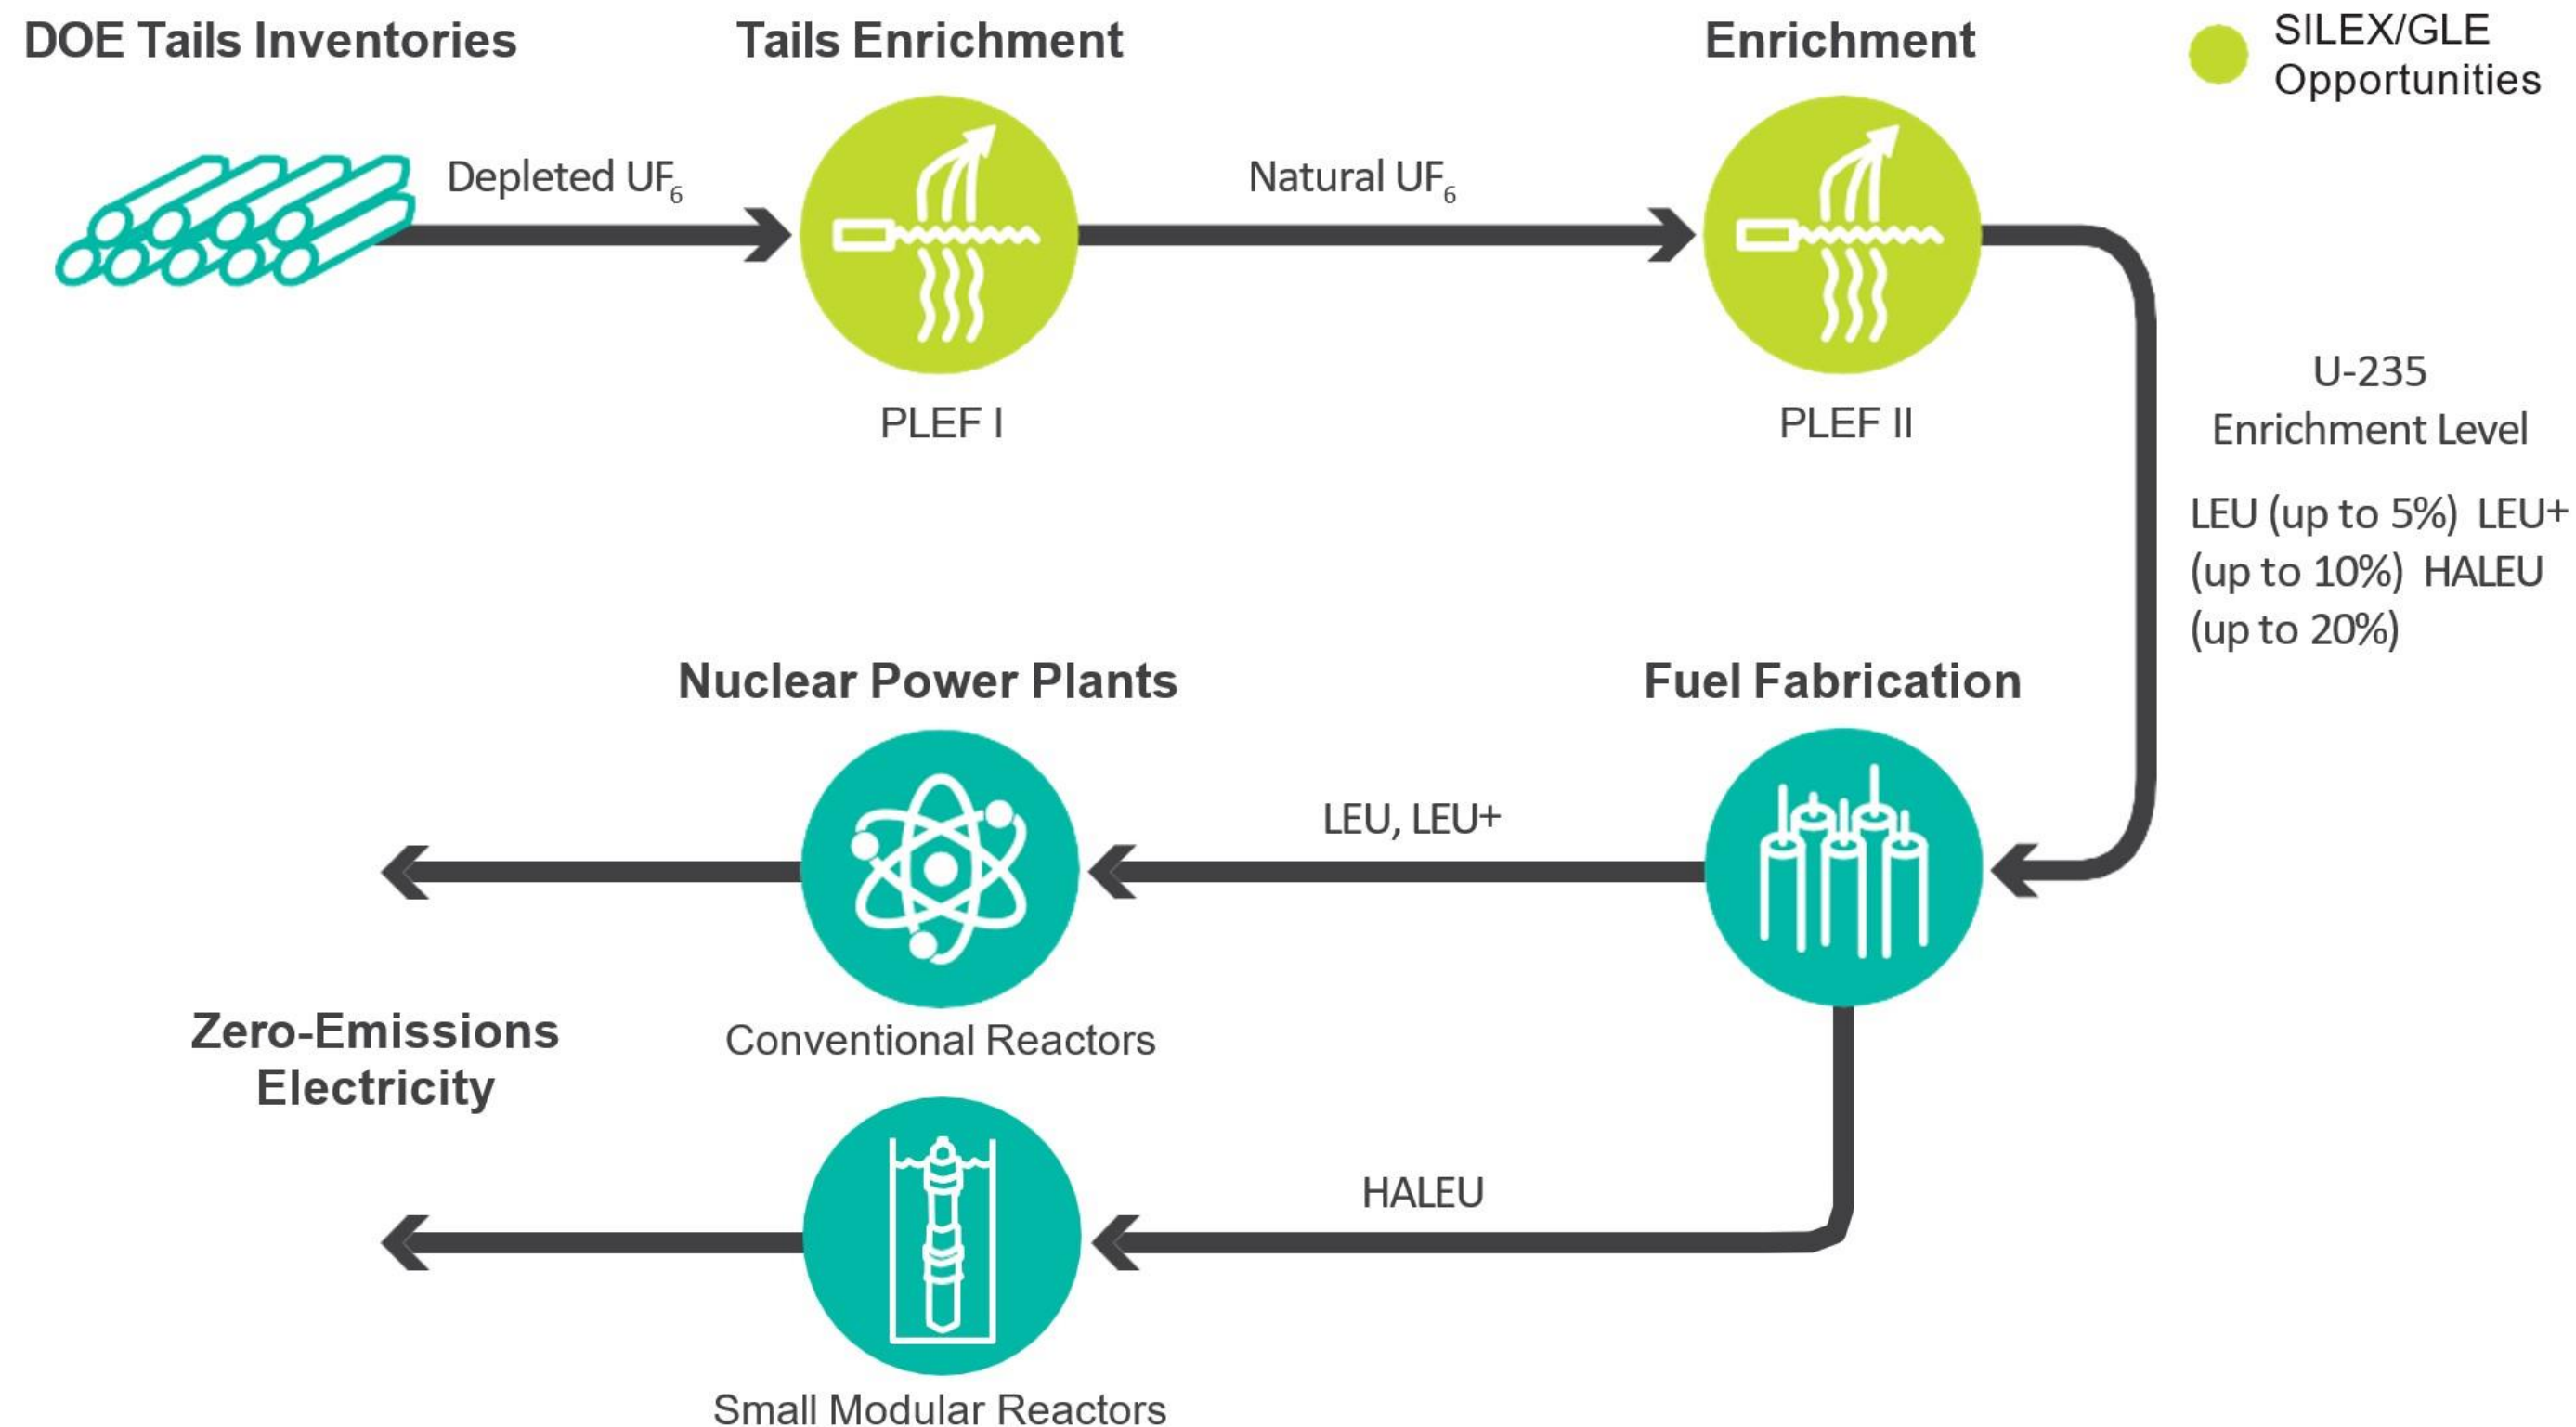 DOE Tails Inventories
Tails Enrichment
Enrichment
SILEX/GLE
Opportunities
Depleted UF₆
Natural UF₆
PLEF I
PLEF II
U-235
Enrichment Level
LEU (up to 5%) LEU+
(up to 10%) HALEU
(up to 20%)
Nuclear Power Plants
Fuel Fabrication
LEU, LEU+
Zero-Emissions
Electricity
Conventional Reactors
HALEU
Small Modular Reactors